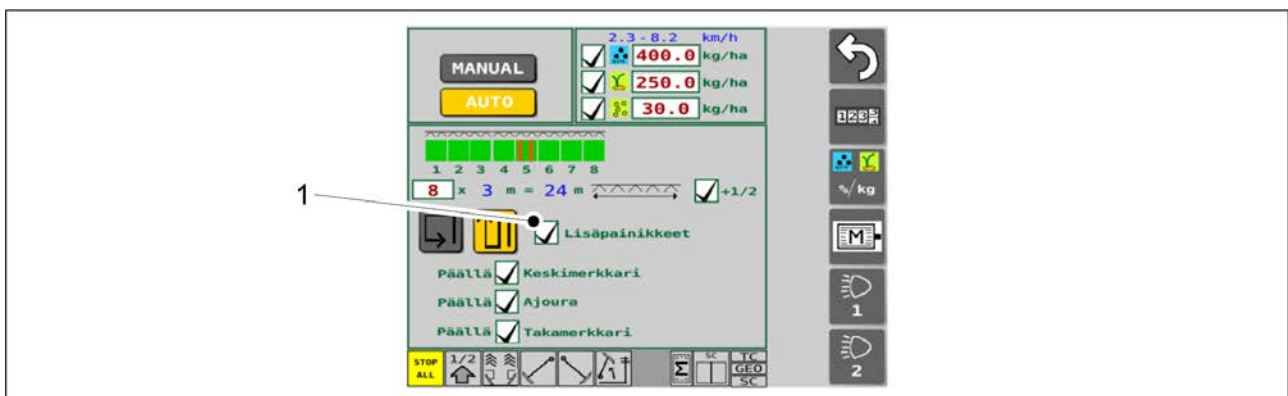 2.3 - 8.2 km/h
MANUAL
400.0 kg/ha
AUTO
250.0 kg/ha
30.0 kg/ha
1 2 3 4 5 6 7 8
8 x 3 m = 24 m +1/2
1
Lisäpainikkeet
Päällä Keskimerkkari
Päällä Ajoura
Päällä Takamerkkari
STOP ALL
1/2
Σ
SC
TC
GEO
SC
%/kg
M
1
2